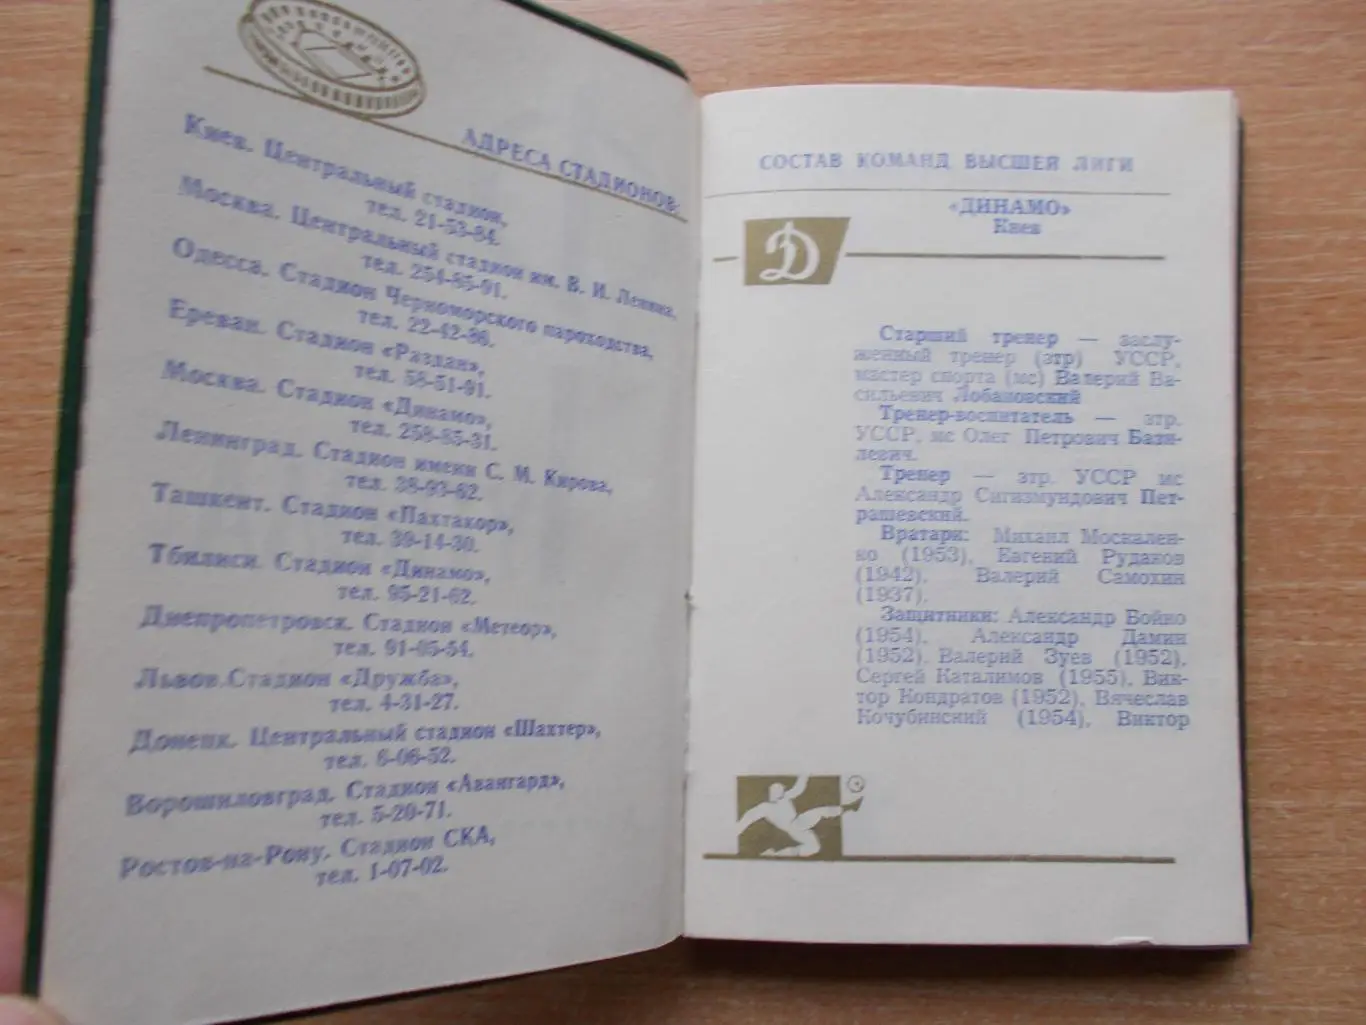 АДРЕСА СТАДИОНОВ:
Киев. Центральный стадион,
тел. 21-53-84.
Москва. Центральный стадион им. В. И. Ленина,
тел. 254-85-91.
Одесса. Стадион Черноморского пароходства,
тел. 22-42-86.
Ереван. Стадион «Раздан»,
тел. 58-51-91.
Москва. Стадион «Динамо»,
тел. 258-85-31.
Ленинград. Стадион имени С. М. Кирова,
тел. 38-93-62.
Ташкент. Стадион «Пахтакор»,
тел. 39-14-30.
Тбилиси. Стадион «Динамо»,
тел. 95-21-62.
Днепропетровск. Стадион «Метеор»,
тел. 91-05-54.
Львов.Стадион «Дружба»,
тел. 4-31-27.
Донецк. Центральный стадион «Шахтер»,
тел. 6-06-52.
Ворошиловград. Стадион «Авангард»,
тел. 5-20-71.
Ростов-на-Рону. Стадион СКА,
тел. 1-07-02.
СОСТАВ КОМАНД ВЫСШЕЙ ЛИГИ
«ДИНАМО»
Киев
Д
Старший тренер — заслу-
женный тренер (зтр) УССР,
мастер спорта (мс) Валерий Ва-
сильевич Лобановский
Тренер-воспитатель — зтр.
УССР, мс Олег Петрович Бази-
левич.
Тренер — зтр. УССР мс
Александр Сигизмундович Пет-
рашевский.
Вратари: Михаил Москален-
ко (1953), Евгений Рудаков
(1942), Валерий Самохин
(1937).
Защитники: Александр Бойко
(1954), Александр Дамин
(1952), Валерий Зуев (1952),
Сергей Каталимов (1955), Вик-
тор Кондратов (1952), Вячеслав
Кочубинский (1954), Виктор